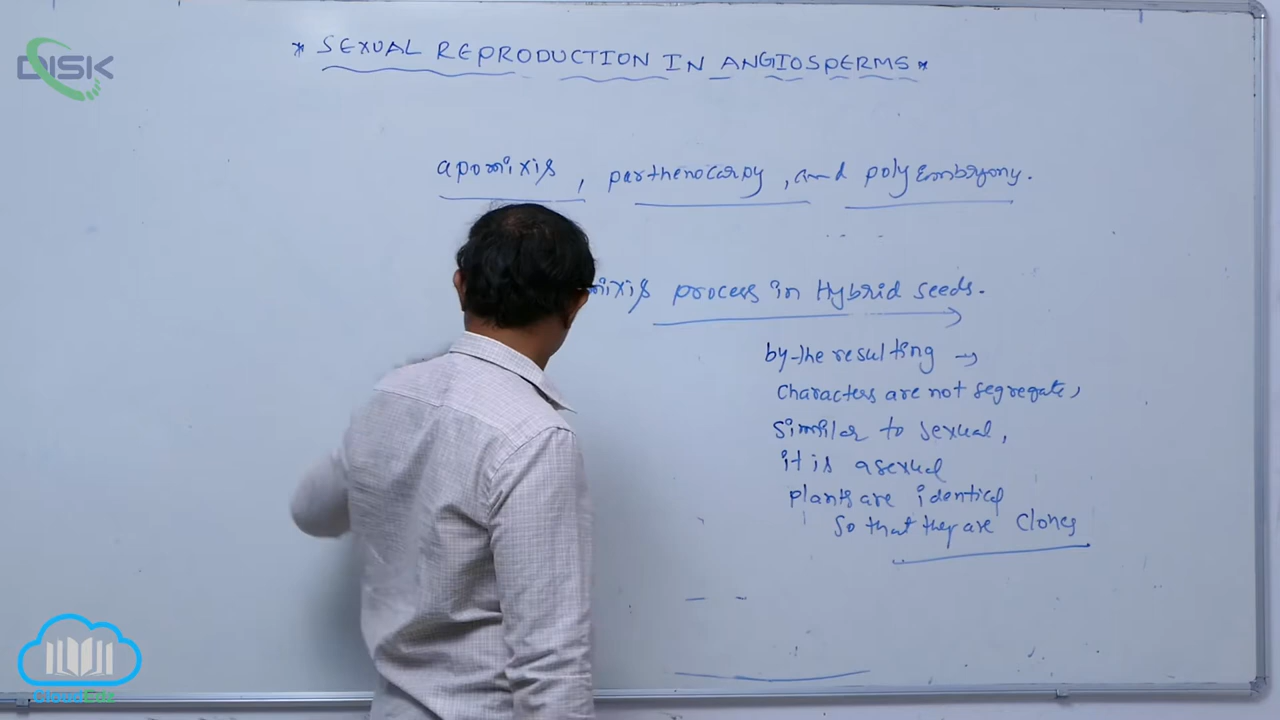 DISK
* SEXUAL REPRODUCTION IN ANGIOSPERMS *
apomixis, parthenocarpy, and polyEmbryony.
process in Hybrid seeds.
by-the resulting →
characters are not segregate,
similar to sexual,
it is asexual
plants are identical
so that they are clones
CloudEds